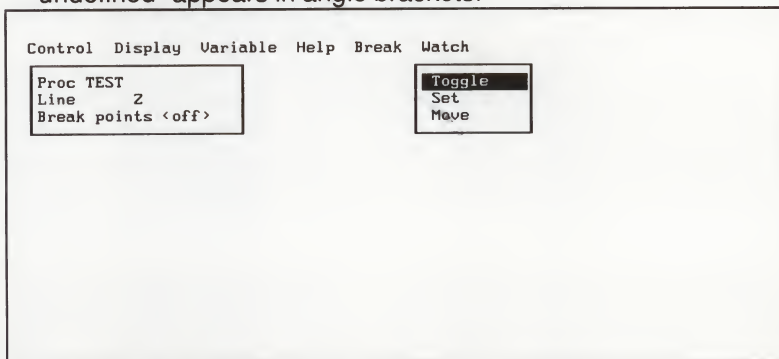 undefined" appears in angle brackets.
Control Display Variable Help Break Watch
Proc TEST
Line 2
Break points <off>
Toggle
Set
Move